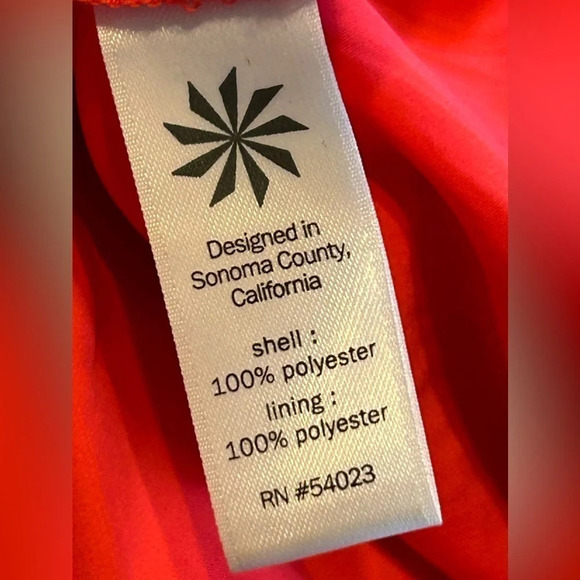 Designed in
Sonoma County,
California
shell :
100% polyester
lining :
100% polyester
RN #54023